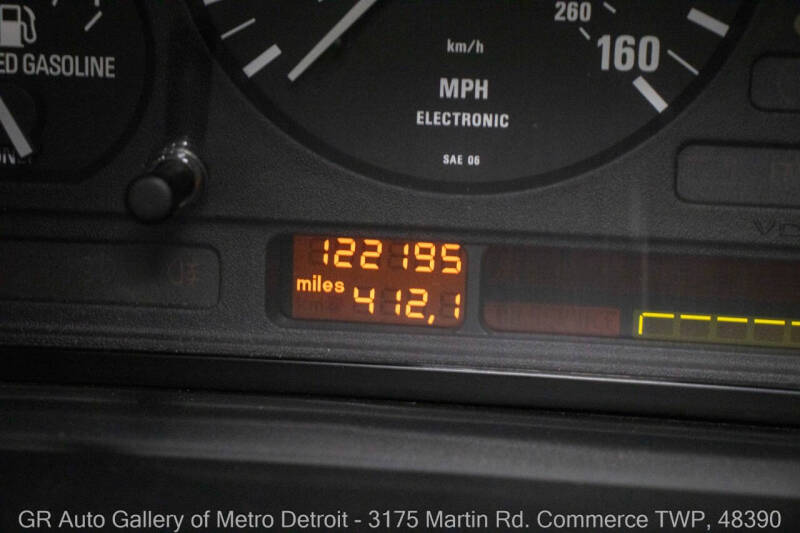 ED GASOLINE
260
160
km/h
MPH
ELECTRONIC
SAE 06
VD
122195
miles
412,1
GR Auto Gallery of Metro Detroit - 3175 Martin Rd. Commerce TWP, 48390